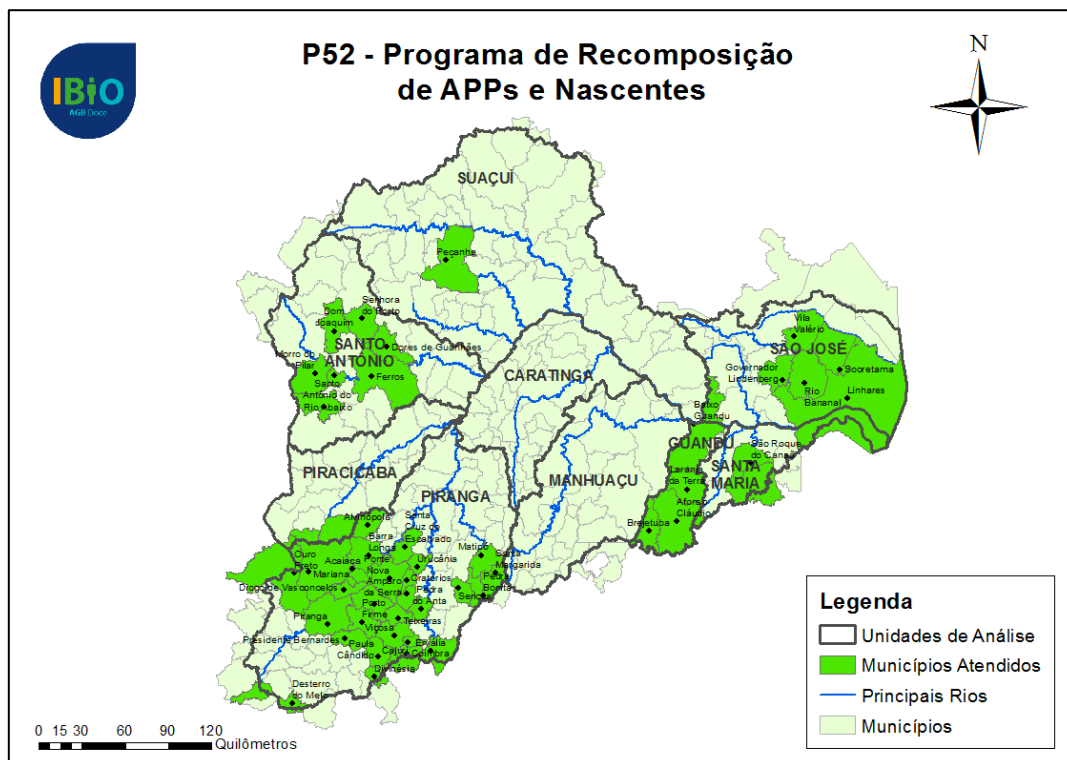 IBiO
AGB Doce
P52 - Programa de Recomposição
de APPs e Nascentes
N
SUAÇUÍ
Peçanha
Senhora
do Porto
Dom
Joaquim
SANTO
ANTÔNIO
Dores de Guanhães
Morro do
Pilar
Ferros
Santo
Antônio do
Rio Abaixo
CARATINGA
Vila
Valério
SÃO JOSÉ
Governador
Lindenberg
Sooretama
Rio
Bananal
Linhares
Baixo
Guandu
GUANDU
São Roque
do Canaã
SANTA
MARIA
Laranja
da Terra
Afonso
Cláudio
Brejetuba
PIRACICABA
PIRANGA
MANHUAÇU
Alvinópolis
Santa
Cruz do
Escalvado
Barra
Longa
Matipó
Santa
Margarida
Ouro
Preto
Acaiaca
Ponte
Nova
Urucânia
Mariana
Oratórios
Pedra
Bonita
Diogo de Vasconcelos
Amparo
da Serra
Pedra
do Anta
Sericita
Porto
Firme
Piranga
Teixeiras
Viçosa
Presidente Bernardes
Paula
Cândido
Cajuri
Ervália
Coimbra
Divinésia
Desterro
do Melo
Legenda
Unidades de Análise
Municípios Atendidos
Principais Rios
Municípios
0 15 30 60 90 120
Quilômetros